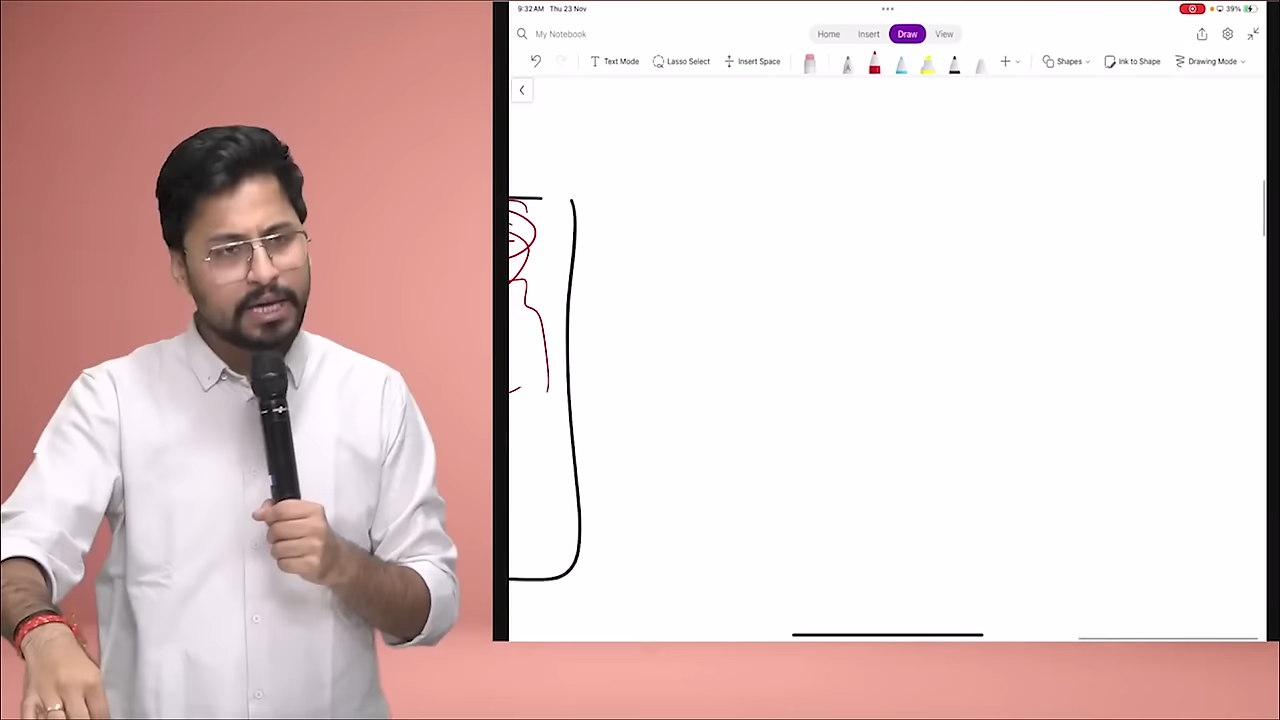 9:32 AM Thu 23 Nov
39%
My Notebook
Home Insert Draw View
Text Mode Lasso Select Insert Space Shapes Ink to Shape Drawing Mode